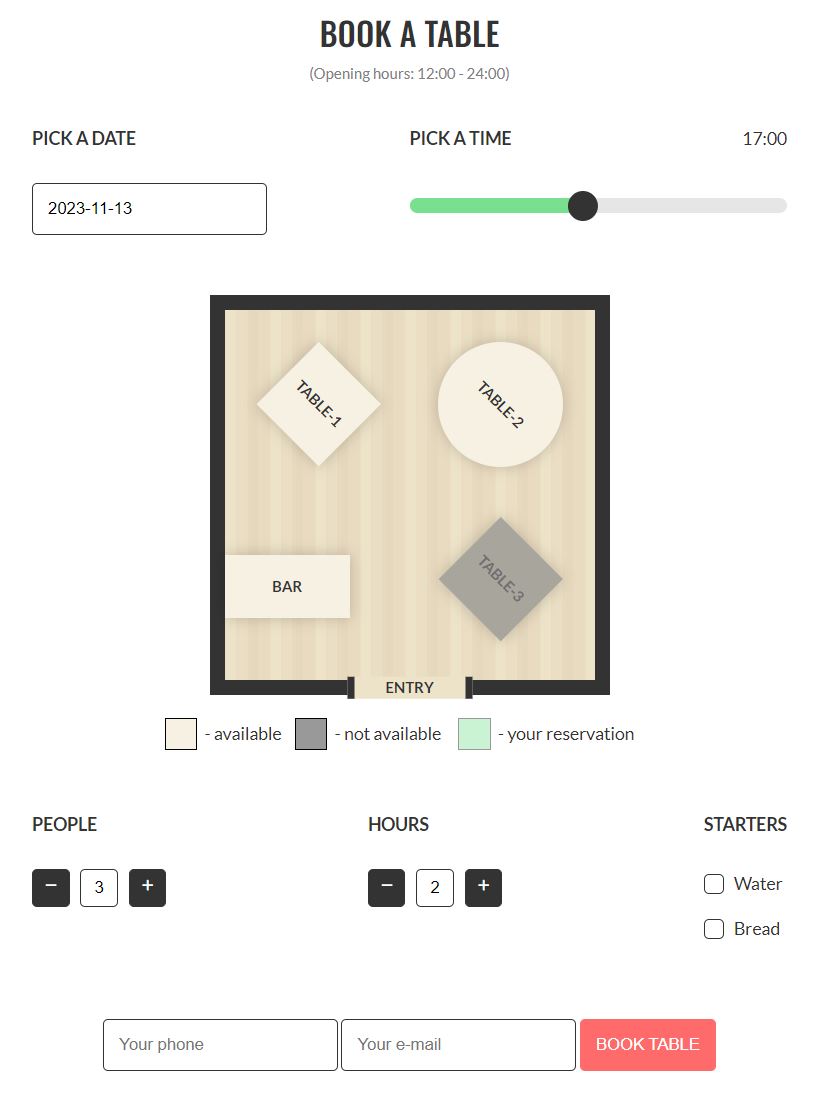 BOOK A TABLE
(Opening hours: 12:00 - 24:00)
PICK A DATE
PICK A TIME
17:00
2023-11-13
TABLE-1
TABLE-2
TABLE-3
BAR
ENTRY
- available
- not available
- your reservation
PEOPLE
− 3 +
HOURS
− 2 +
STARTERS
Water
Bread
Your phone
Your e-mail
BOOK TABLE